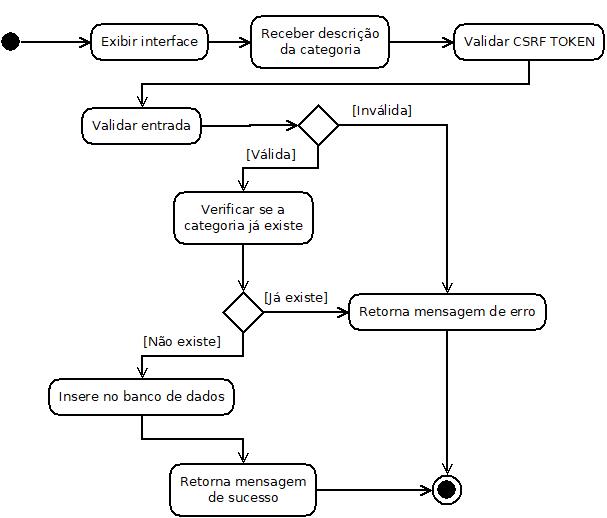 Exibir interface
Receber descrição
da categoria
Validar CSRF TOKEN
Validar entrada
[Inválida]
[Válida]
Verificar se a
categoria já existe
[Já existe]
Retorna mensagem de erro
[Não existe]
Insere no banco de dados
Retorna mensagem
de sucesso